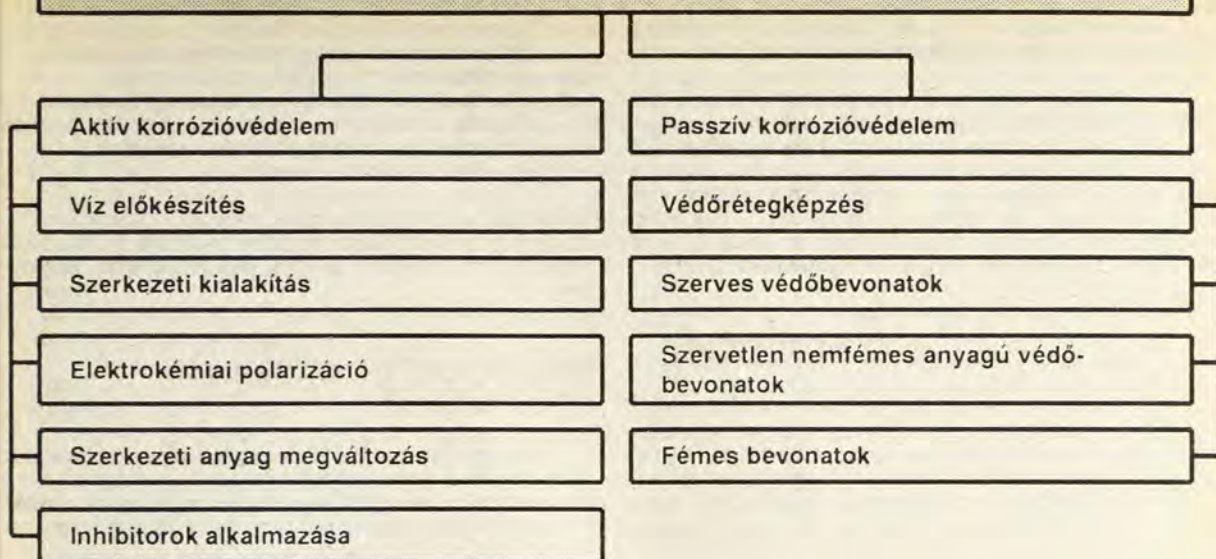 Aktív korrózióvédelem
Víz előkészítés
Szerkezeti kialakítás
Elektrokémiai polarizáció
Szerkezeti anyag megváltozás
Inhibitorok alkalmazása
Passzív korrózióvédelem
Védőrétegképzés
Szerves védőbevonatok
Szervetlen nemfémes anyagú védő-
bevonatok
Fémes bevonatok